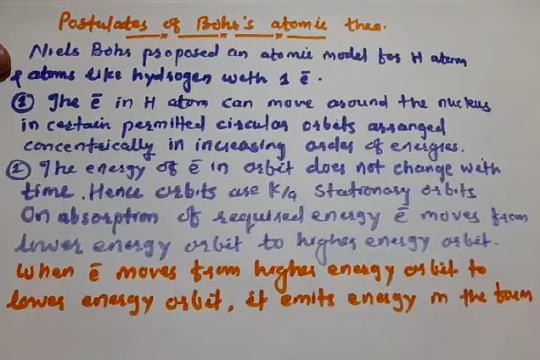 Postulates of Bohr's atomic theo.
Niels Bohr proposed an atomic model for H atom
& atoms like hydrogen with 1 ē.
① The ē in H atom can move around the nucleus
in certain permitted circular orbits arranged
concentrically in increasing order of energies.
② The energy of ē in orbit does not change with
time. Hence orbits are K/a stationary orbits
On absorption of required energy ē moves from
lower energy orbit to higher energy orbit.
When ē moves from higher energy orbit to
lower energy orbit, it emits energy in the form